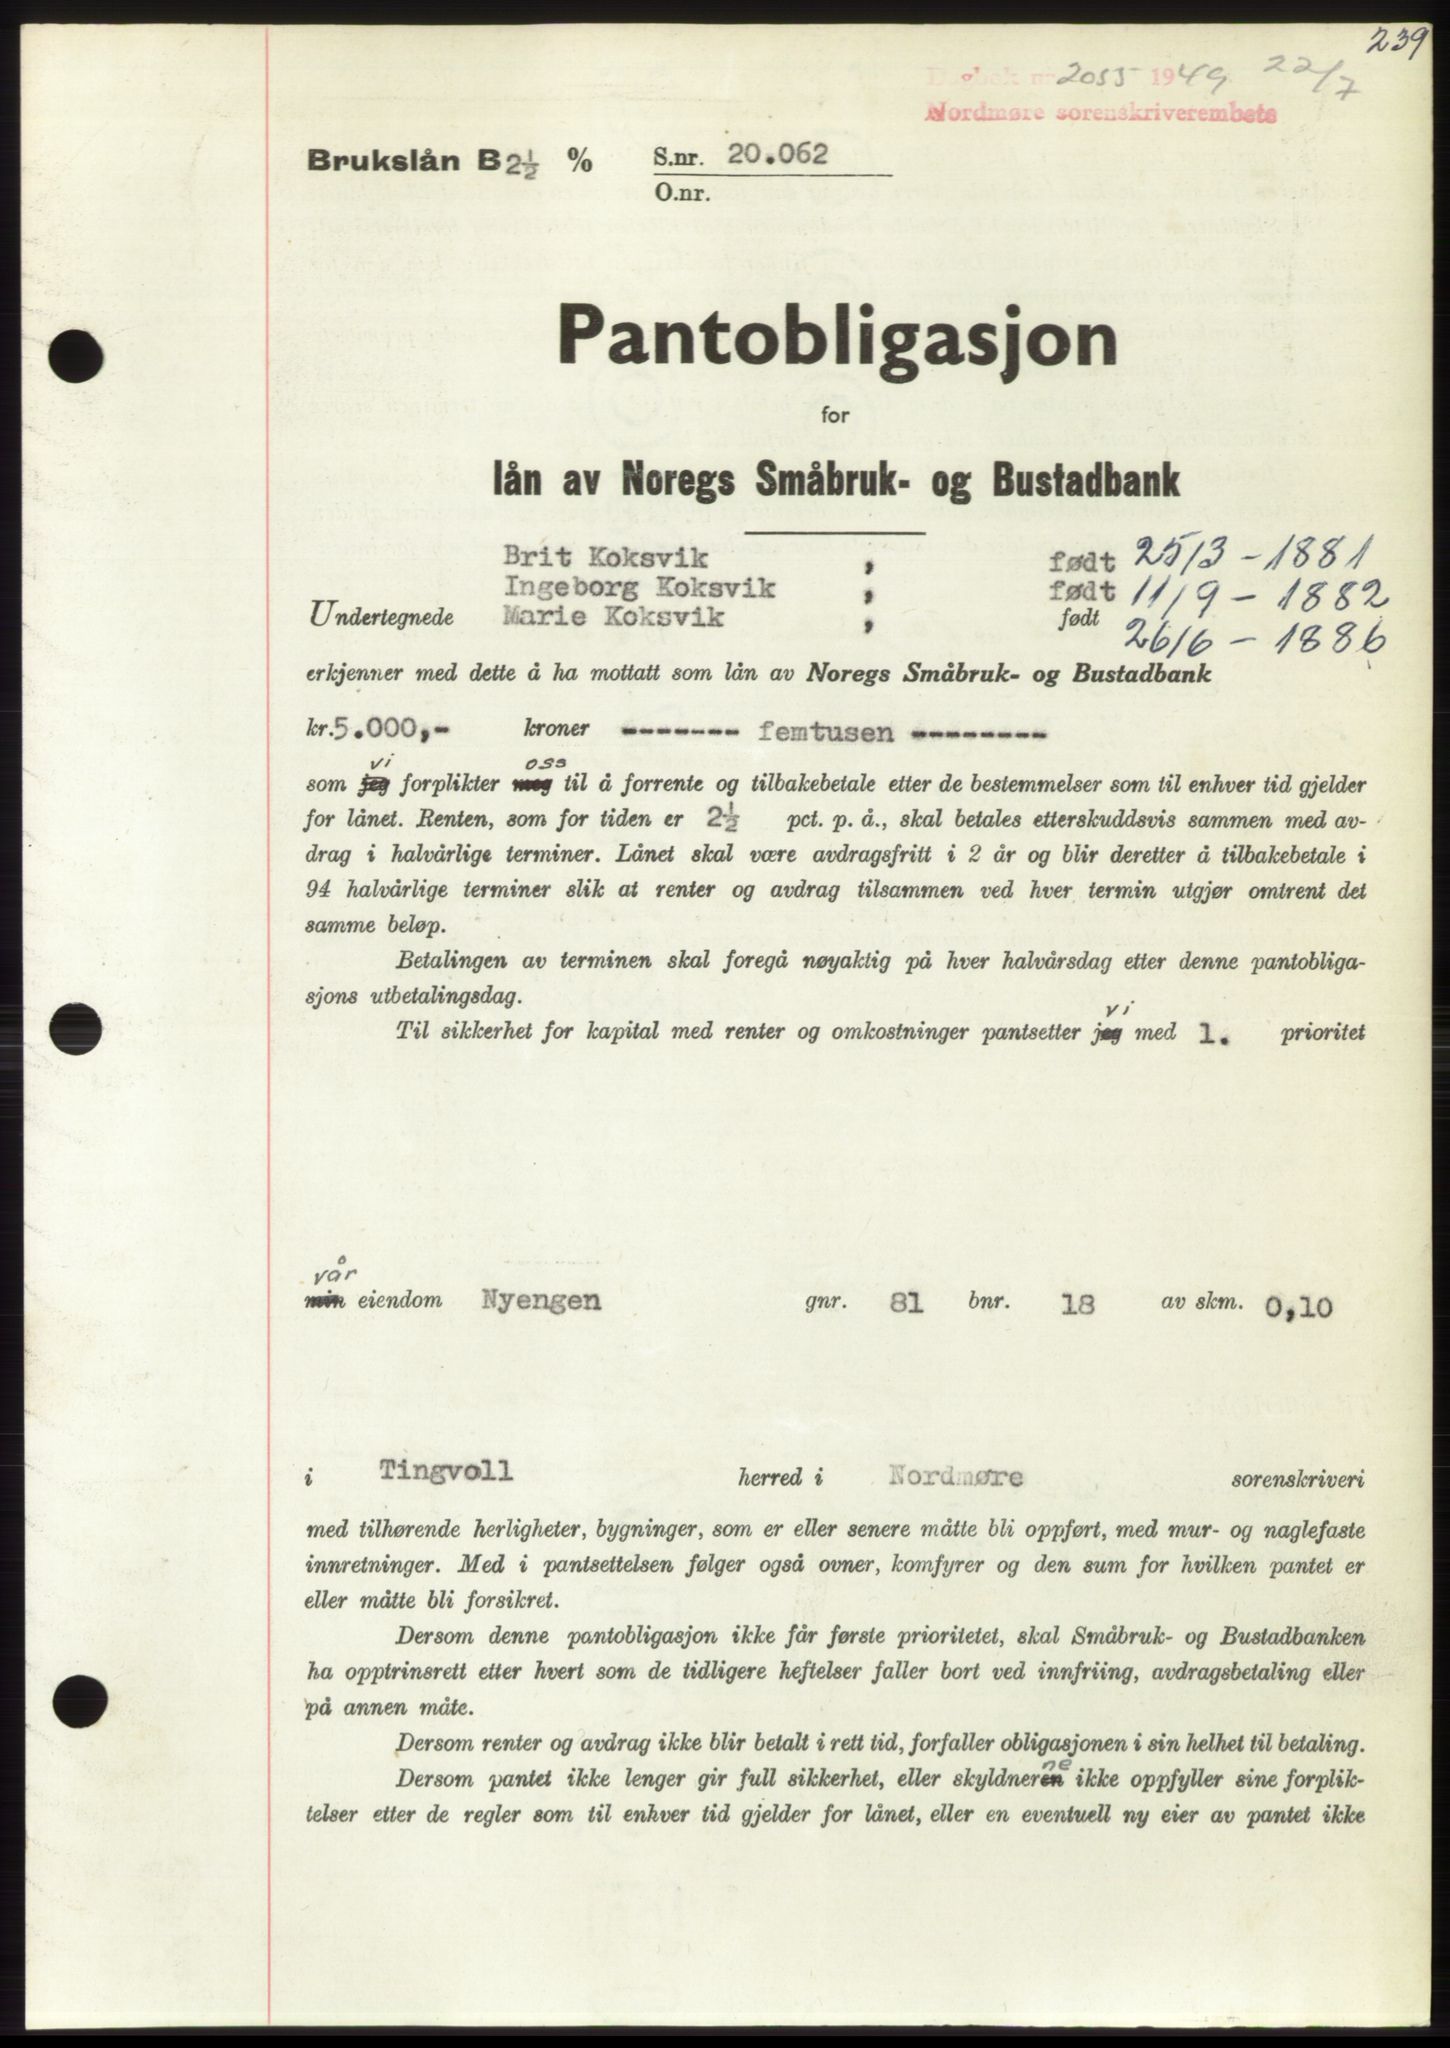 239
Dagbok nr. 2055 1949 22/7
Nordmøre sorenskriverembete
Brukslån B 2½ % S.nr. 20.062
O.nr.
Pantobligasjon
for
lån av Noregs Småbruk- og Bustadbank
Brit Koksvik , født 25/3 - 1881
Ingeborg Koksvik , født 11/9 - 1882
Undertegnede Marie Koksvik , født 26/6 - 1886
erkjenner med dette å ha mottatt som lån av Noregs Småbruk- og Bustadbank
kr. 5.000,- kroner ------- femtusen --------
vi oss
som jeg forplikter meg til å forrente og tilbakebetale etter de bestemmelser som til enhver tid gjelder
for lånet. Renten, som for tiden er 2½ pct. p. å., skal betales etterskuddsvis sammen med av-
drag i halvårlige terminer. Lånet skal være avdragsfritt i 2 år og blir deretter å tilbakebetale i
94 halvårlige terminer slik at renter og avdrag tilsammen ved hver termin utgjør omtrent det
samme beløp.
Betalingen av terminen skal foregå nøyaktig på hver halvårsdag etter denne pantobliga-
sjons utbetalingsdag.
vi
Til sikkerhet for kapital med renter og omkostninger pantsetter jeg med 1. prioritet
vår
min eiendom Nyengen gnr. 81 bnr. 18 av skm. 0,10
i Tingvoll herred i Nordmøre sorenskriveri
med tilhørende herligheter, bygninger, som er eller senere måtte bli oppført, med mur- og naglefaste
innretninger. Med i pantsettelsen følger også ovner, komfyrer og den sum for hvilken pantet er
eller måtte bli forsikret.
Dersom denne pantobligasjon ikke får første prioritetet, skal Småbruk- og Bustadbanken
ha opptrinsrett etter hvert som de tidligere heftelser faller bort ved innfriing, avdragsbetaling eller
på annen måte.
Dersom renter og avdrag ikke blir betalt i rett tid, forfaller obligasjonen i sin helhet til betaling.
ne
Dersom pantet ikke lenger gir full sikkerhet, eller skyldneren ikke oppfyller sine forplik-
telser etter de regler som til enhver tid gjelder for lånet, eller en eventuell ny eier av pantet ikke